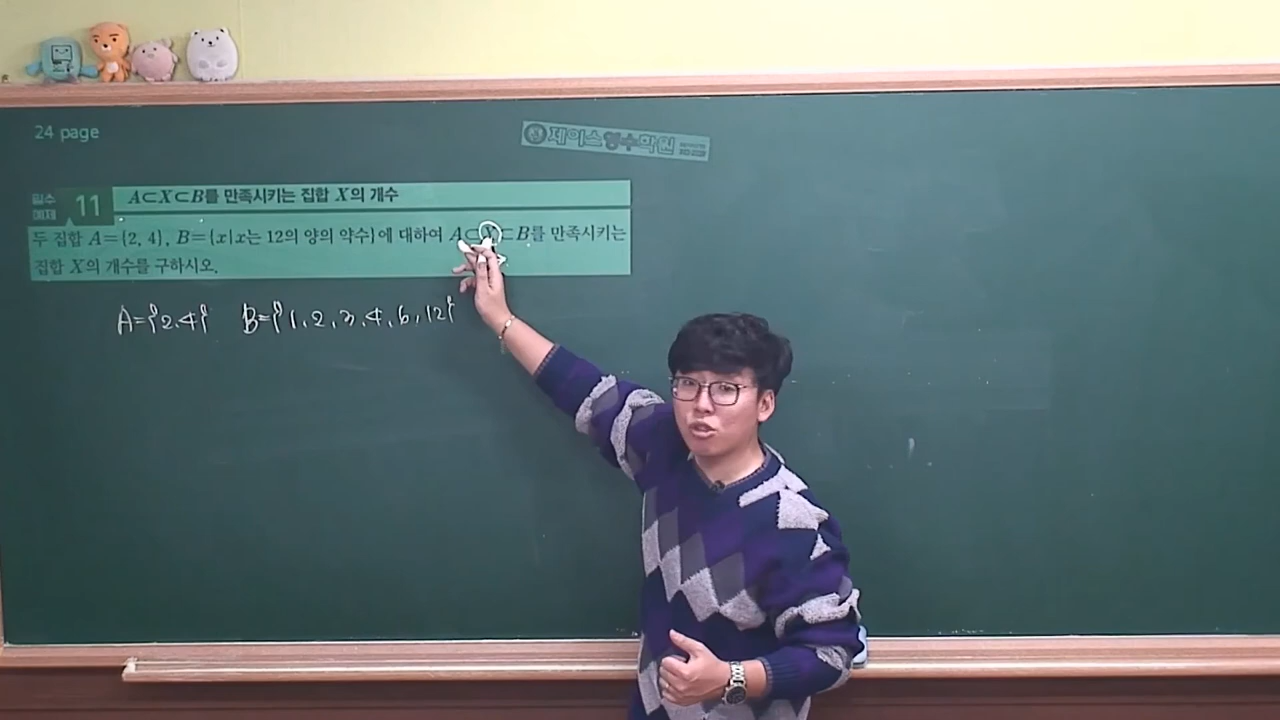 24 page
제이스영수학원
필수 예제 11 A⊂X⊂B를 만족시키는 집합 X의 개수
두 집합 A={2, 4}, B={x|x는 12의 양의 약수}에 대하여 A⊂X⊂B를 만족시키는
집합 X의 개수를 구하시오.
A={2,4} B={1,2,3,4,6,12}